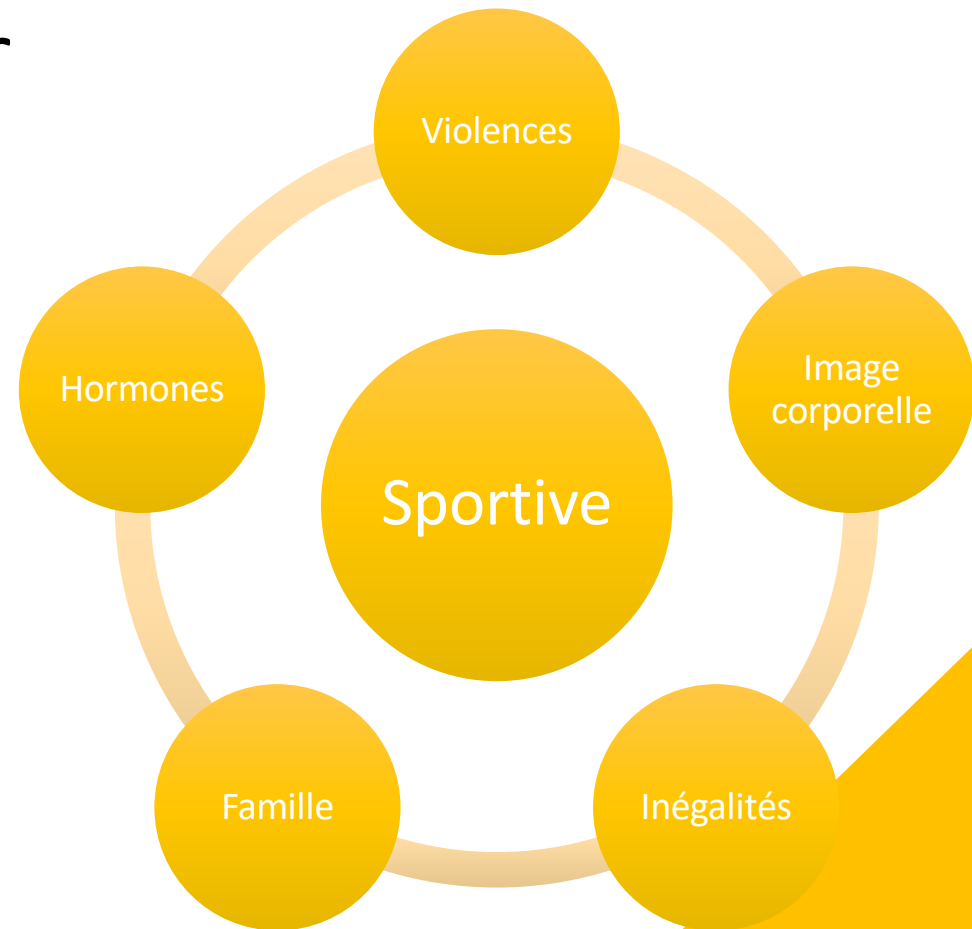 Violences
Image
corporelle
Hormones
Sportive
Famille
Inégalités